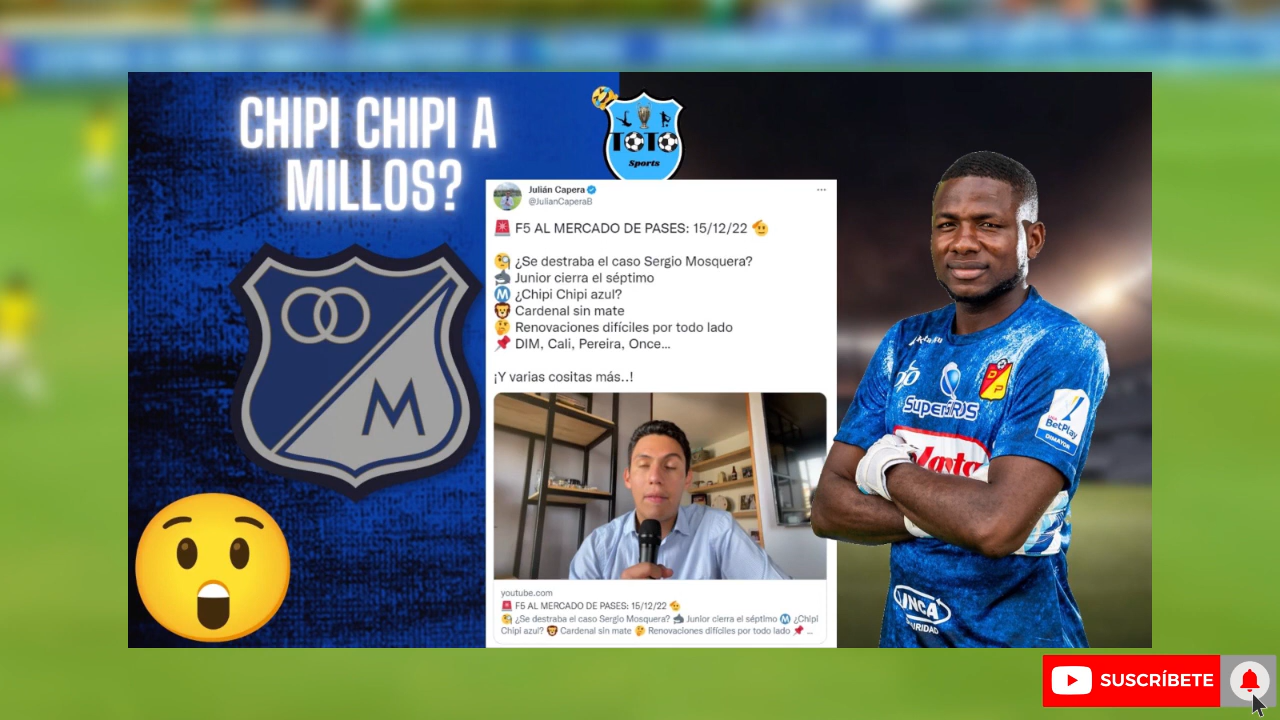 CHIPI CHIPI A
MILLOS?
TOTO
Sports
M
Julián Capera
@JulianCaperaB
F5 AL MERCADO DE PASES: 15/12/22
¿Se destraba el caso Sergio Mosquera?
Junior cierra el séptimo
M ¿Chipi Chipi azul?
Cardenal sin mate
Renovaciones difíciles por todo lado
DIM, Cali, Pereira, Once...
¡Y varias cositas más..!
youtube.com
F5 AL MERCADO DE PASES: 15/12/22
¿Se destraba el caso Sergio Mosquera? Junior cierra el séptimo M ¿Chipi
Chipi azul? Cardenal sin mate Renovaciones difíciles por todo lado ...
DP
BetPlay
DIMAYOR
SUSCRÍBETE